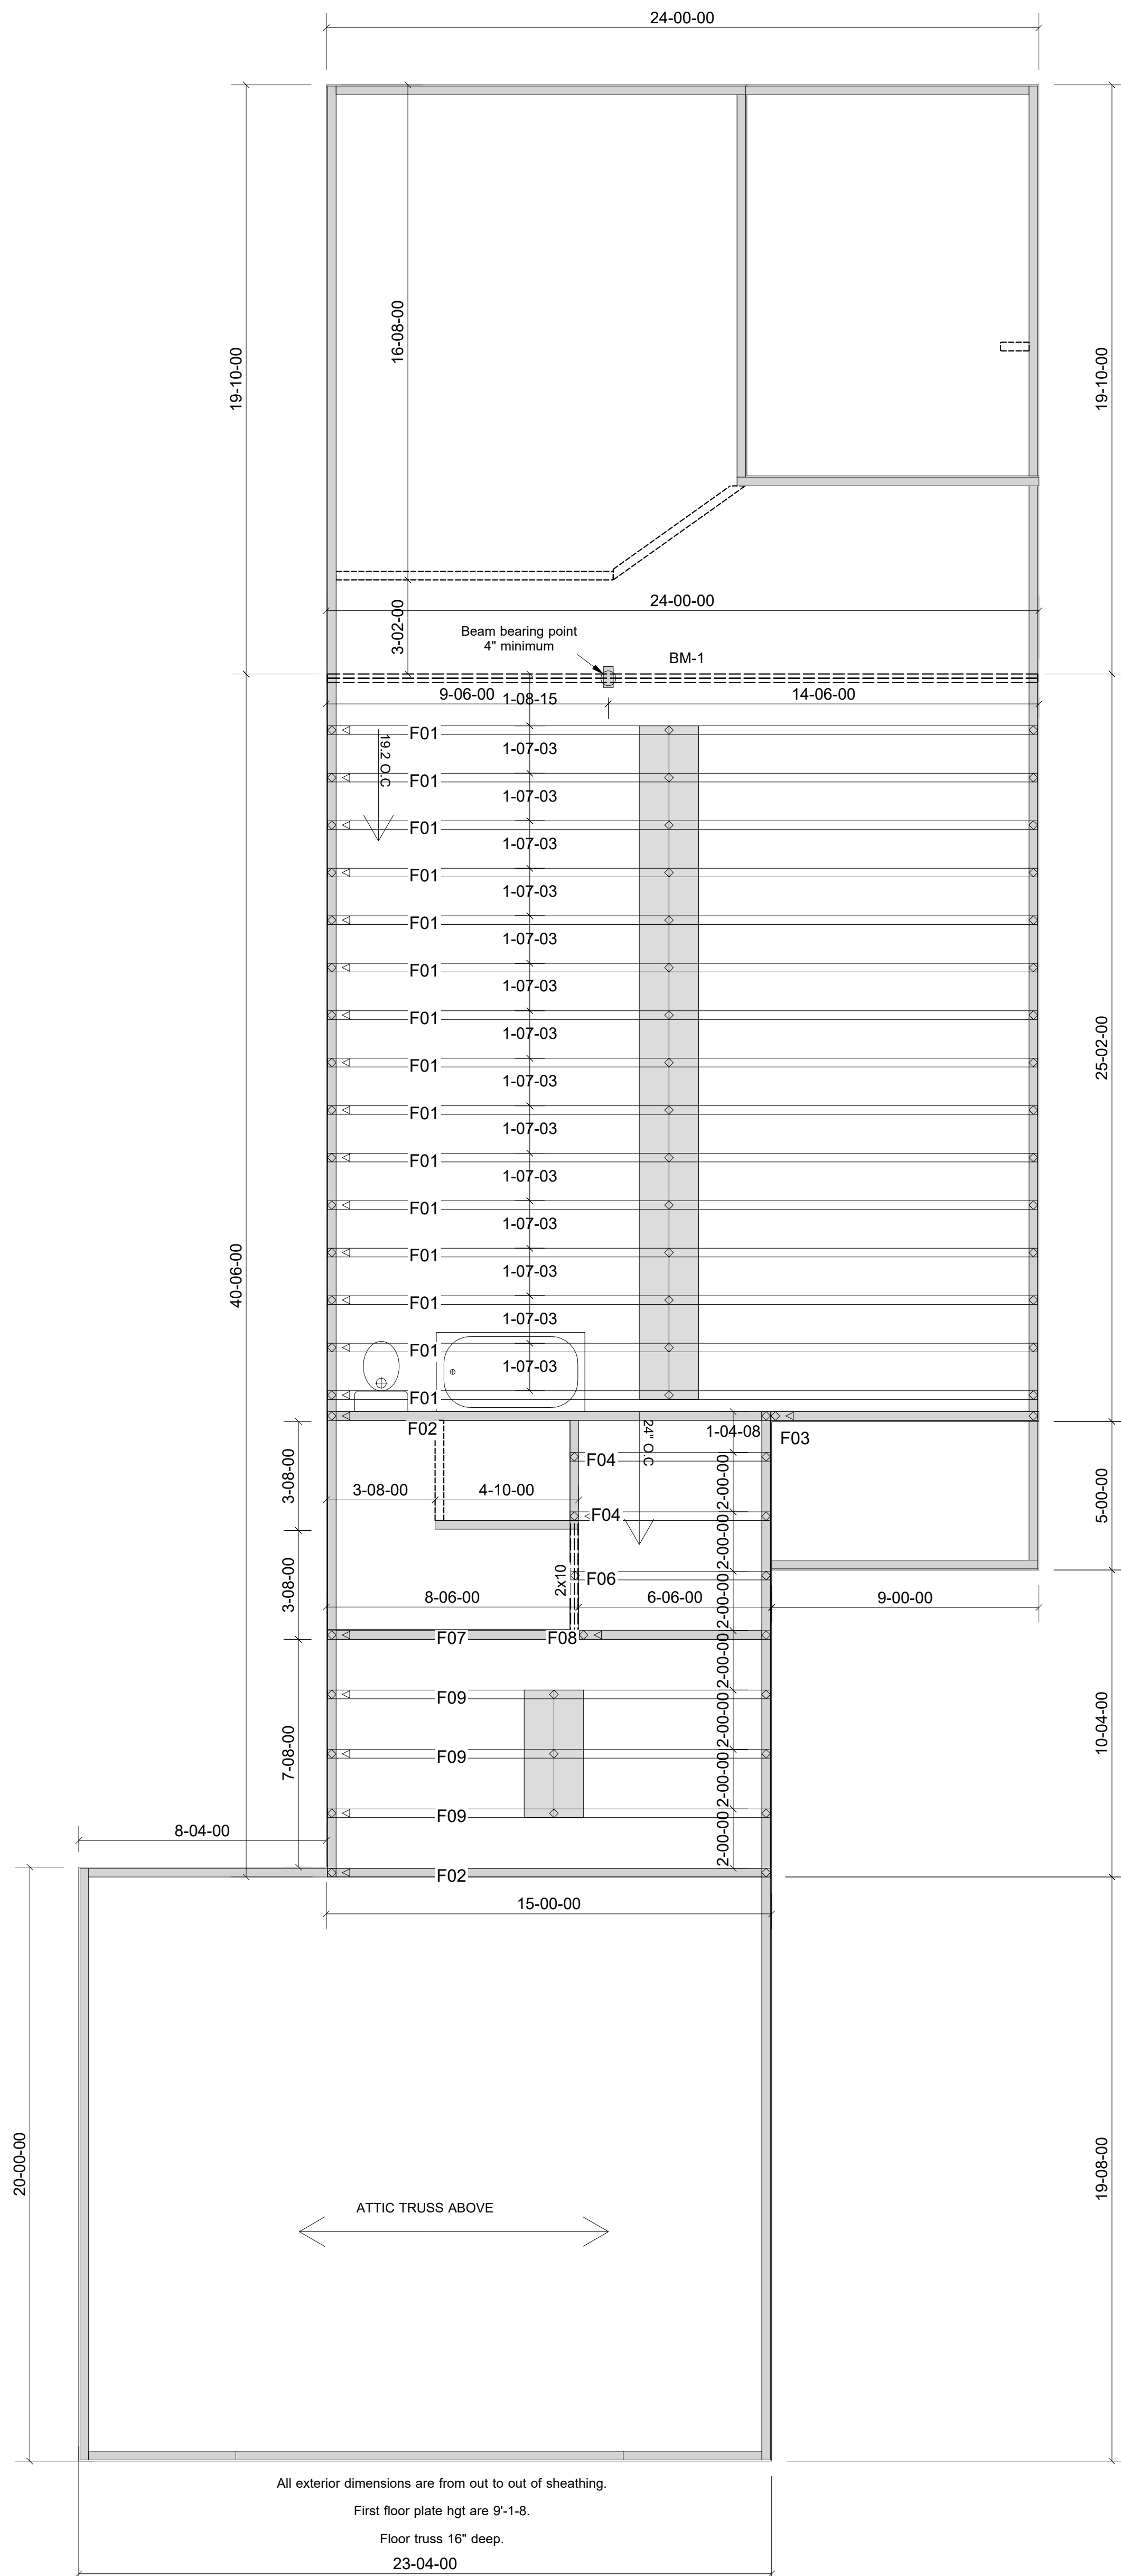 24-00-00
19-10-00
16-08-00
19-10-00
3-02-00
24-00-00
Beam bearing point
4" minimum
BM-1
9-06-00
1-08-15
14-06-00
19.2 O.C
F01
1-07-03
F01
1-07-03
F01
1-07-03
F01
1-07-03
F01
1-07-03
F01
1-07-03
F01
1-07-03
F01
1-07-03
F01
1-07-03
F01
1-07-03
F01
1-07-03
F01
1-07-03
F01
1-07-03
F01
1-07-03
F01
25-02-00
40-06-00
F02
24" O.C
1-04-08
F03
F04
3-08-00
3-08-00
4-10-00
2-00-00
5-00-00
F04
2-00-00
3-08-00
2x10
F06
8-06-00
6-06-00
2-00-00
9-00-00
F07
F08
2-00-00
F09
2-00-00
7-08-00
F09
2-00-00
10-04-00
F09
2-00-00
8-04-00
F02
15-00-00
20-00-00
19-08-00
ATTIC TRUSS ABOVE
All exterior dimensions are from out to out of sheathing.
First floor plate hgt are 9'-1-8.
Floor truss 16" deep.
23-04-00